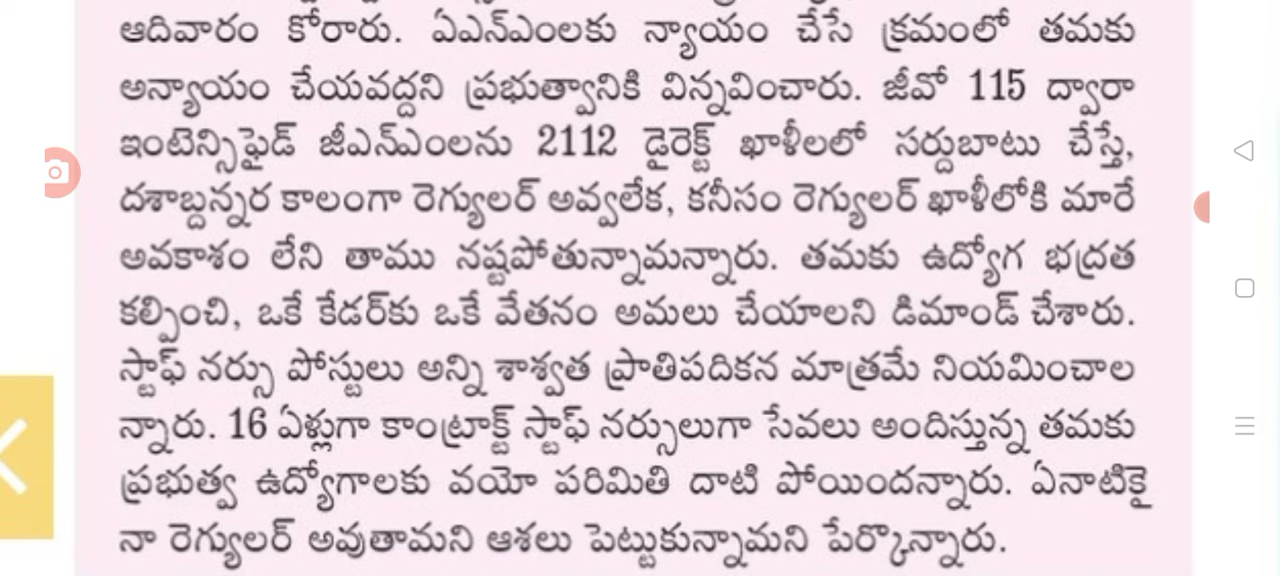 ఆదివారం కోరారు. ఏఎన్ఎంలకు న్యాయం చేసే క్రమంలో తమకు
అన్యాయం చేయవద్దని ప్రభుత్వానికి విన్నవించారు. జీవో 115 ద్వారా
ఇంటెన్సిఫైడ్ జీఎన్ఎంలను 2112 డైరెక్ట్ ఖాళీలలో సర్దుబాటు చేస్తే,
దశాబ్దన్నర కాలంగా రెగ్యులర్ అవ్వలేక, కనీసం రెగ్యులర్ ఖాళీలోకి మారే
అవకాశం లేని తాము నష్టపోతున్నామన్నారు. తమకు ఉద్యోగ భద్రత
కల్పించి, ఒకే కేడర్‌కు ఒకే వేతనం అమలు చేయాలని డిమాండ్ చేశారు.
స్టాఫ్ నర్సు పోస్టులు అన్ని శాశ్వత ప్రాతిపదికన మాత్రమే నియమించాల
న్నారు. 16 ఏళ్లుగా కాంట్రాక్ట్ స్టాఫ్ నర్సులుగా సేవలు అందిస్తున్న తమకు
ప్రభుత్వ ఉద్యోగాలకు వయో పరిమితి దాటి పోయిందన్నారు. ఏనాటికై
నా రెగ్యులర్ అవుతామని ఆశలు పెట్టుకున్నామని పేర్కొన్నారు.